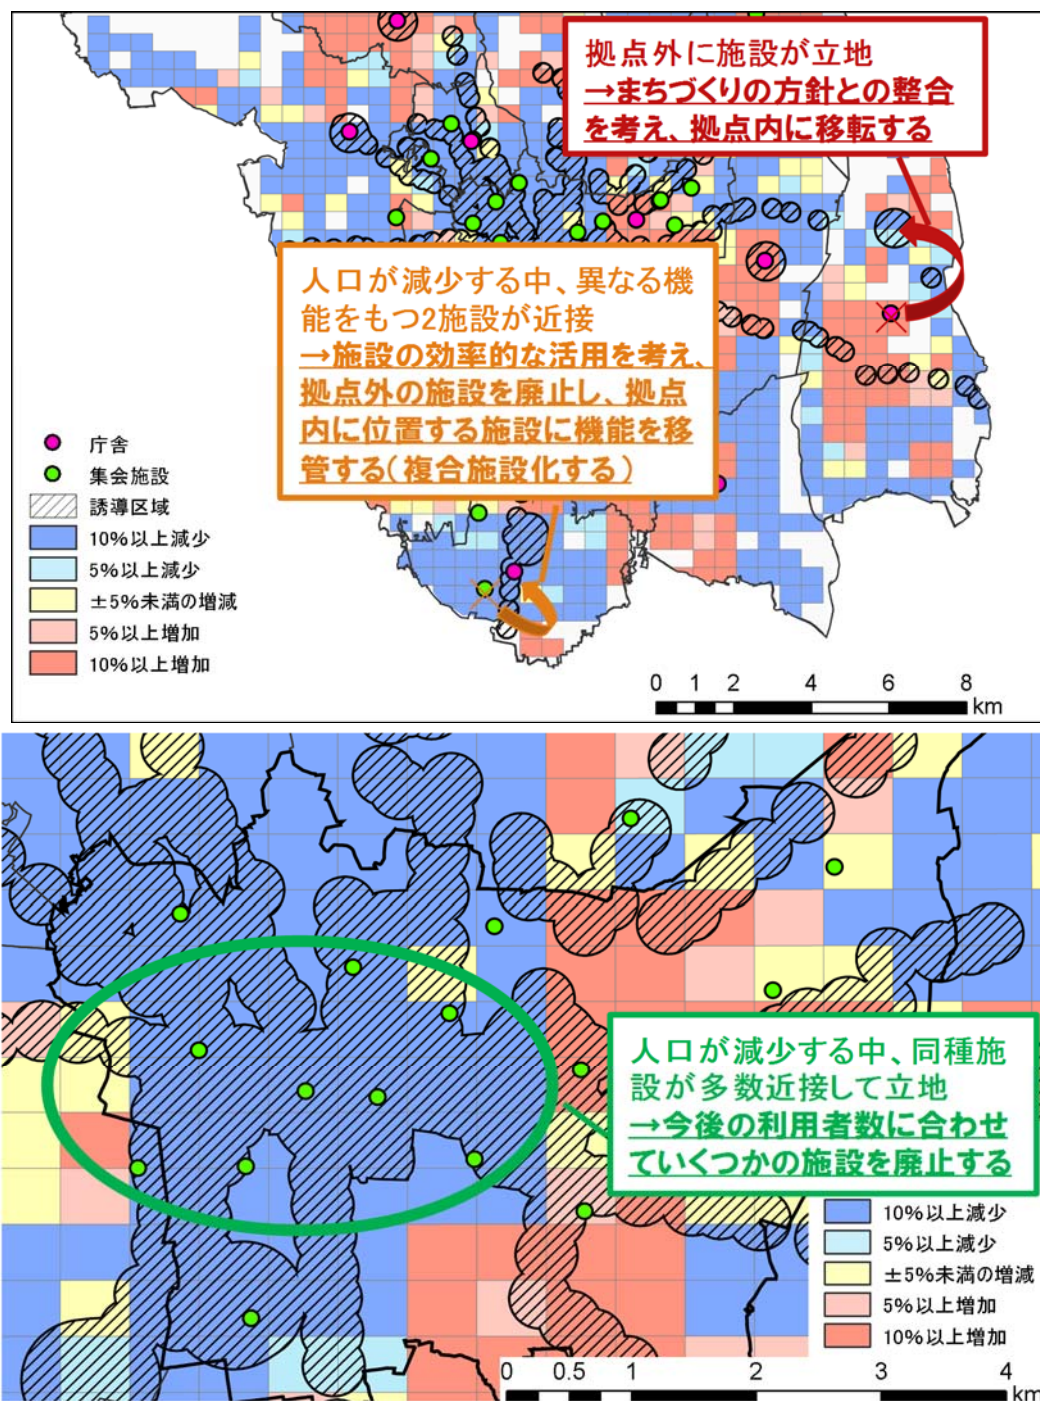 拠点外に施設が立地
→まちづくりの方針との整合
を考え、拠点内に移転する
人口が減少する中、異なる機
能をもつ2施設が近接
→施設の効率的な活用を考え、
拠点外の施設を廃止し、拠点
内に位置する施設に機能を移
管する(複合施設化する)
庁舎
集会施設
誘導区域
10%以上減少
5%以上減少
±5%未満の増減
5%以上増加
10%以上増加
0 1 2 4 6 8
km
人口が減少する中、同種施
設が多数近接して立地
→今後の利用者数に合わせ
ていくつかの施設を廃止する
10%以上減少
5%以上減少
±5%未満の増減
5%以上増加
10%以上増加
0 0.5 1 2 3 4
km